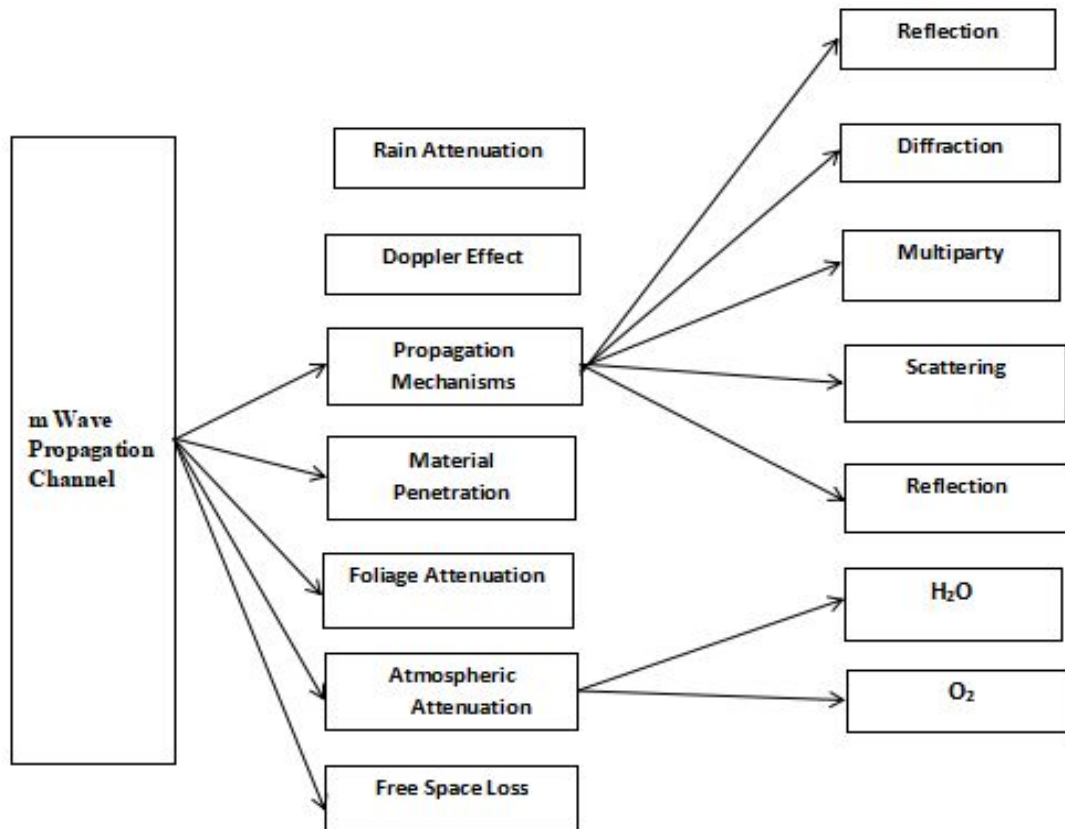 m Wave
Propagation
Channel
Rain Attenuation
Doppler Effect
Propagation
Mechanisms
Material
Penetration
Foliage Attenuation
Atmospheric
Attenuation
Free Space Loss
Reflection
Diffraction
Multiparty
Scattering
Reflection
H₂O
O₂